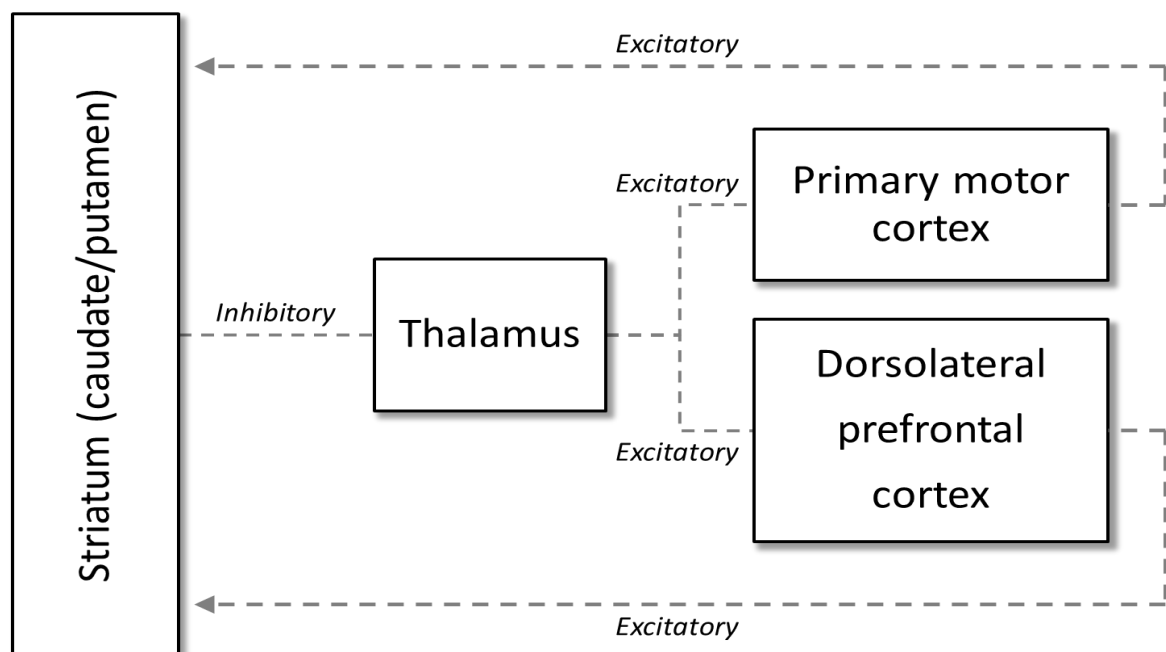 Striatum (caudate/putamen)
Excitatory
Excitatory
Primary motor
cortex
Inhibitory
Thalamus
Dorsolateral
prefrontal
cortex
Excitatory
Excitatory